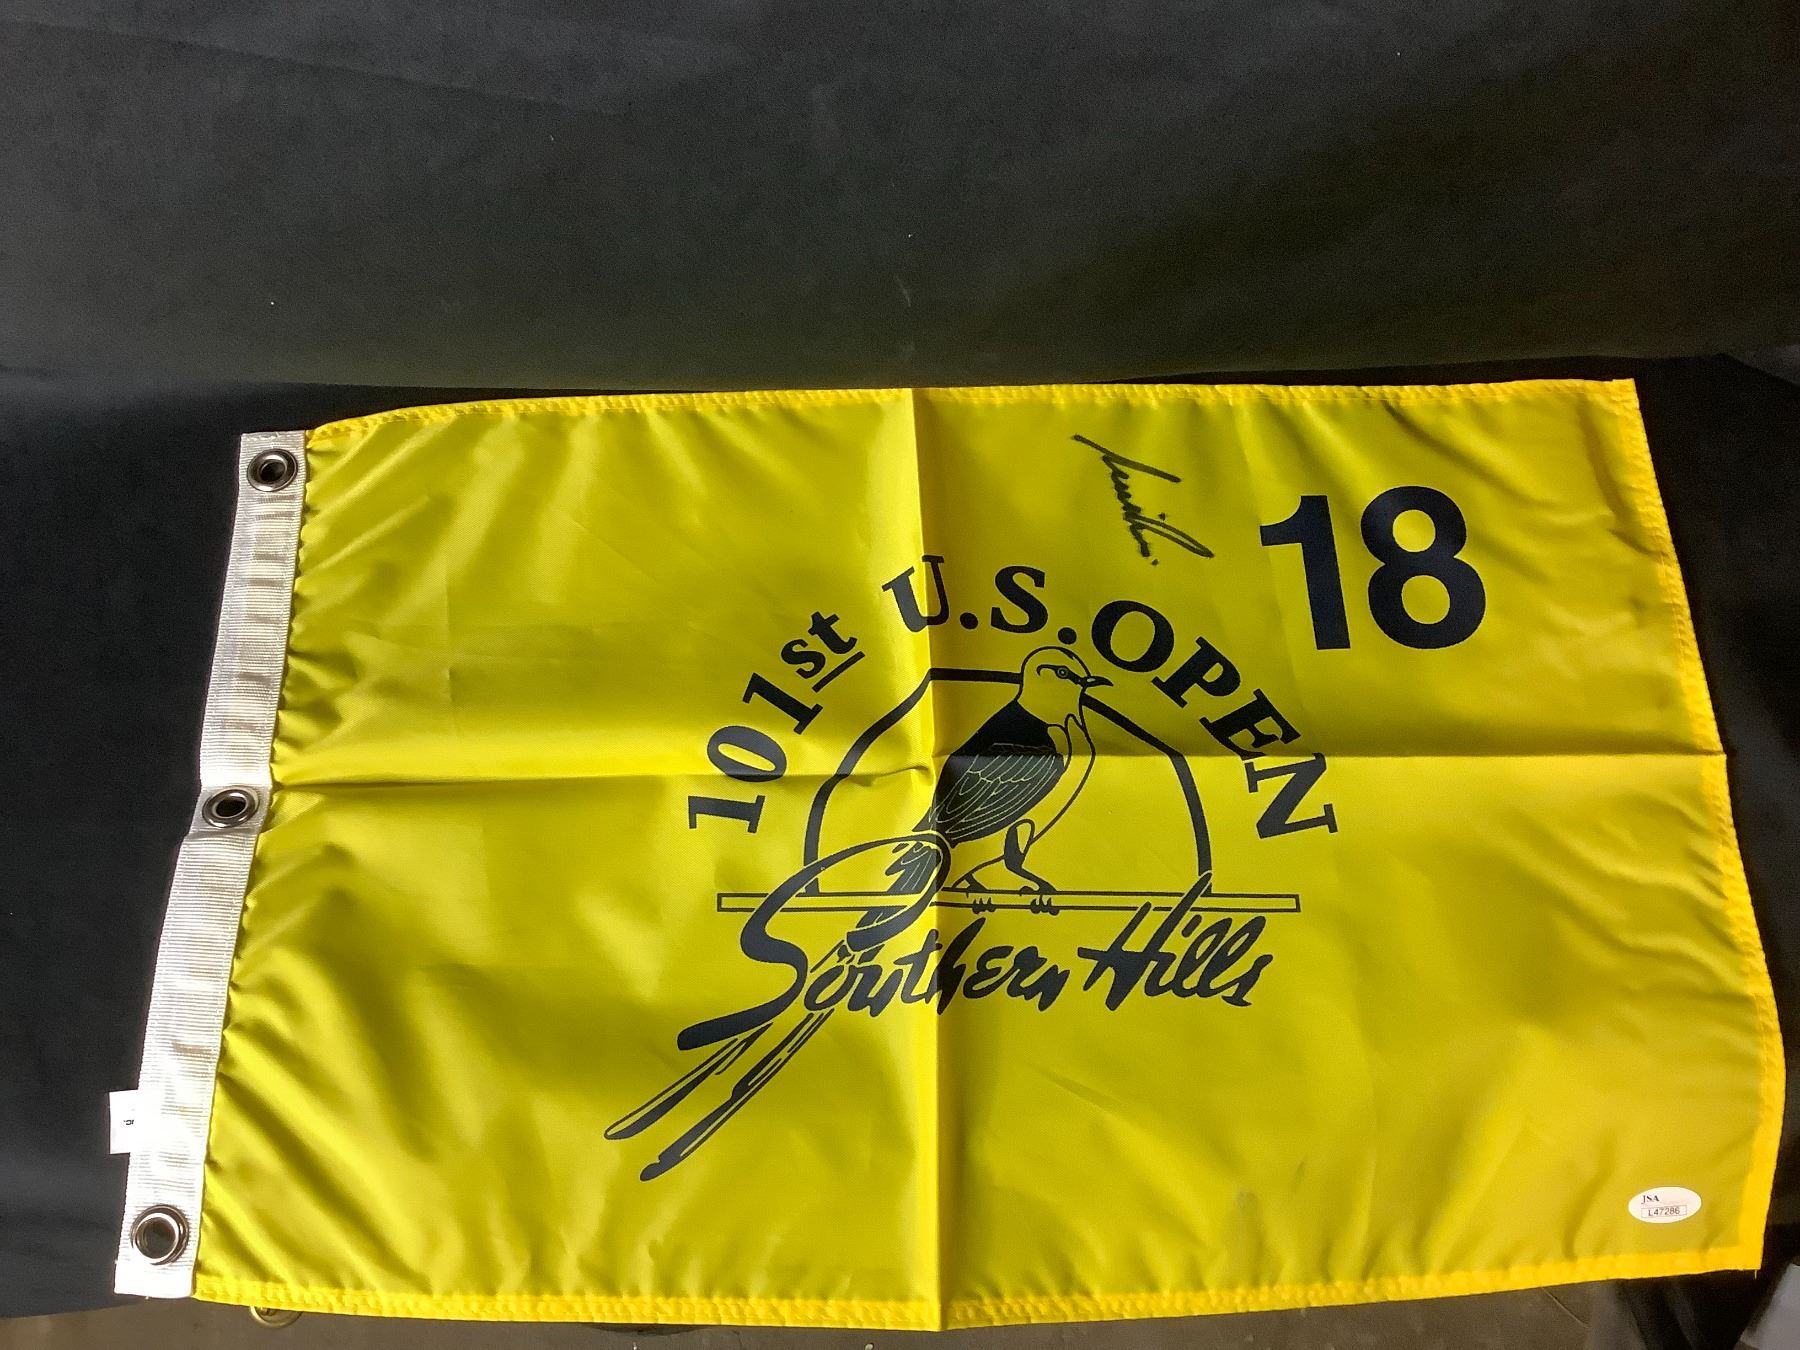 18
101st U.S. OPEN
Southern Hills
JSA
L47286